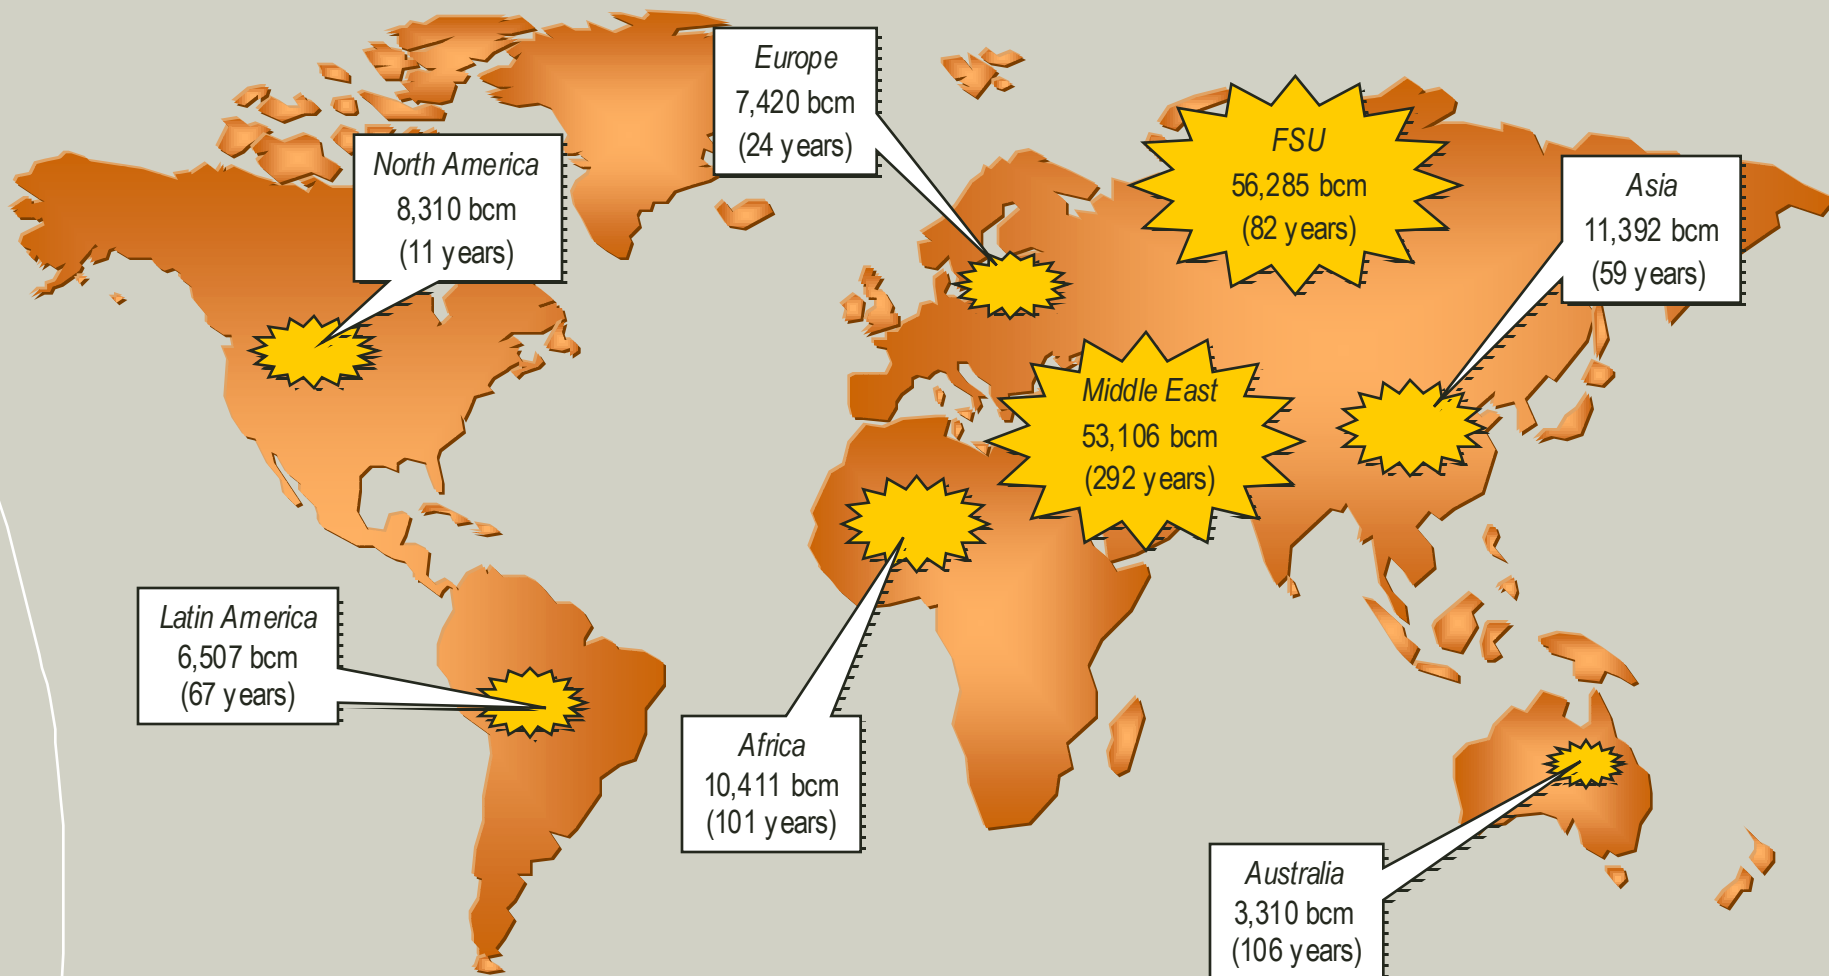 Europe
7,420 bcm
(24 years)
FSU
56,285 bcm
(82 years)
North America
8,310 bcm
(11 years)
Asia
11,392 bcm
(59 years)
Middle East
53,106 bcm
(292 years)
Latin America
6,507 bcm
(67 years)
Africa
10,411 bcm
(101 years)
Australia
3,310 bcm
(106 years)